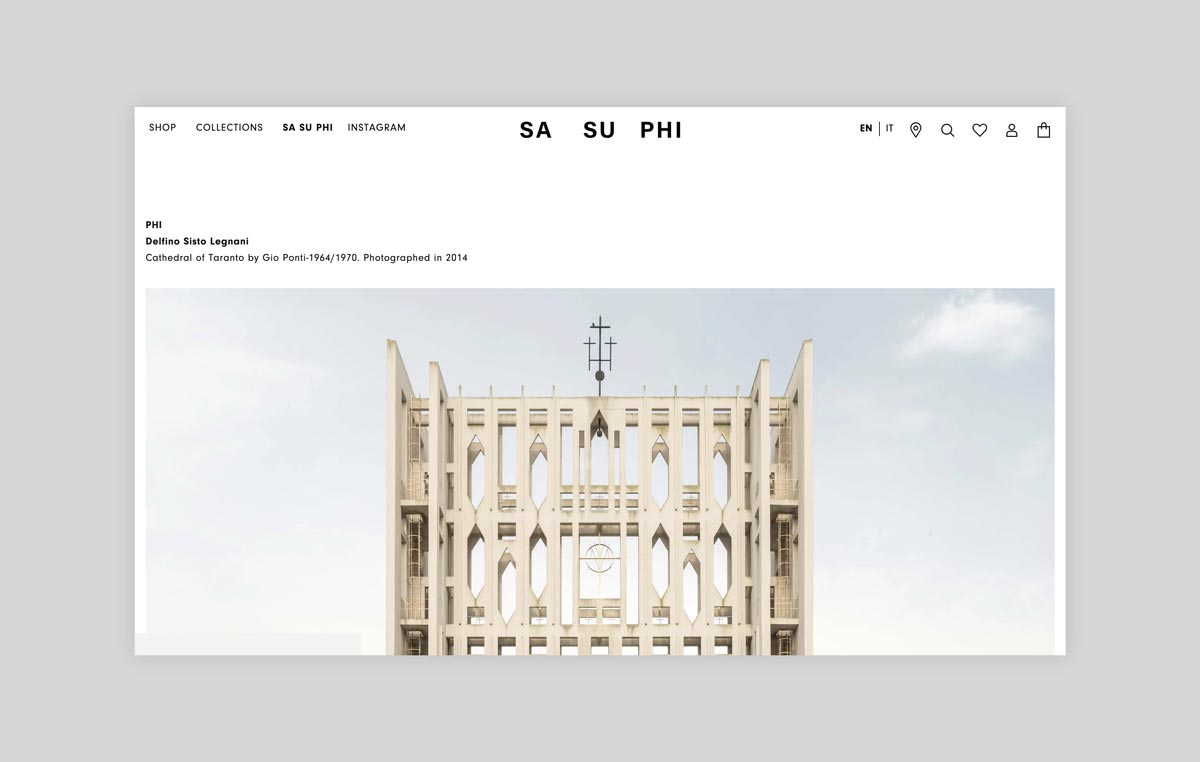 SHOP COLLECTIONS SA SU PHI INSTAGRAM
SA SU PHI
EN | IT
PHI
Delfino Sisto Legnani
Cathedral of Taranto by Gio Ponti-1964/1970. Photographed in 2014